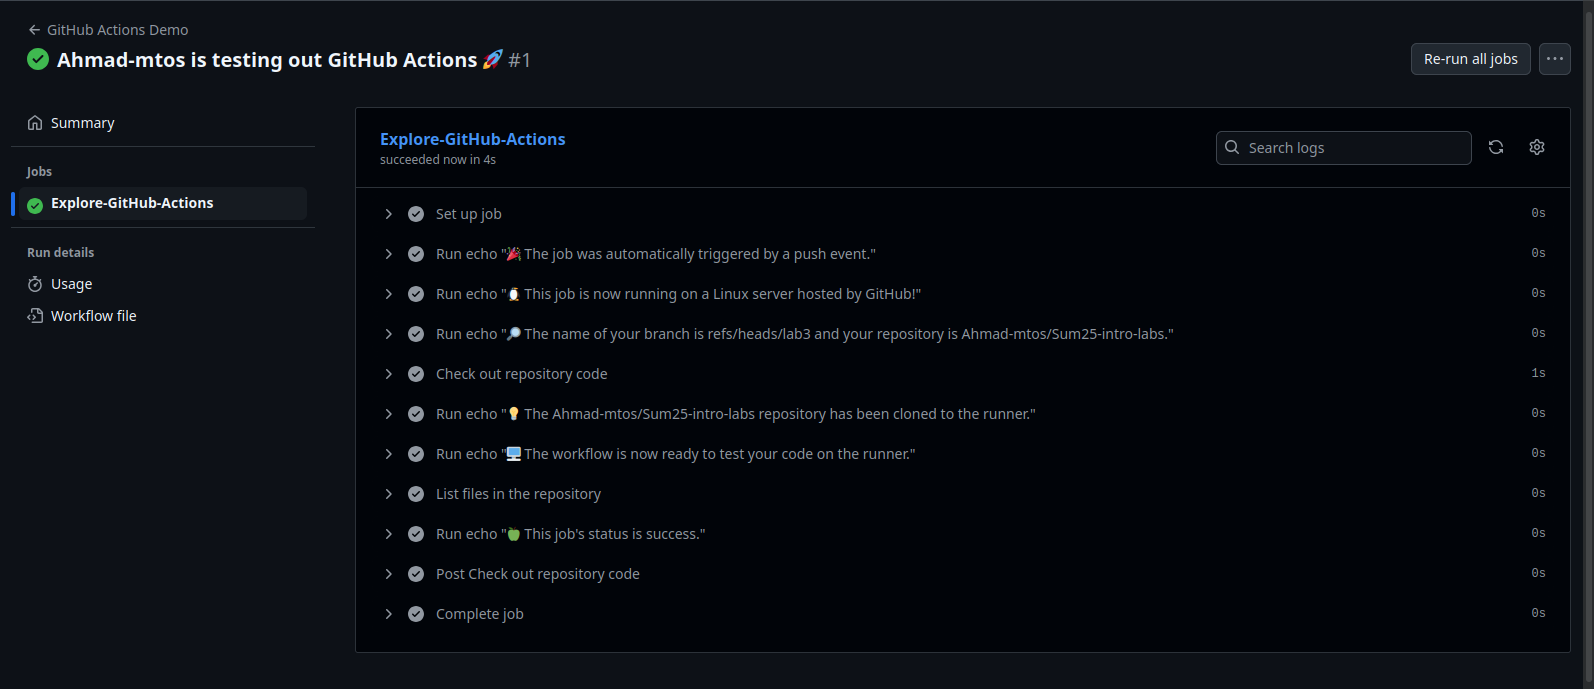 GitHub Actions Demo
Ahmad-mtos is testing out GitHub Actions 🚀 #1
Re-run all jobs
Summary
Jobs
Explore-GitHub-Actions
Run details
Usage
Workflow file
Explore-GitHub-Actions
succeeded now in 4s
Search logs
Set up job 0s
Run echo "🎉 The job was automatically triggered by a push event." 0s
Run echo "🐧 This job is now running on a Linux server hosted by GitHub!" 0s
Run echo "🔎 The name of your branch is refs/heads/lab3 and your repository is Ahmad-mtos/Sum25-intro-labs." 0s
Check out repository code 1s
Run echo "💡 The Ahmad-mtos/Sum25-intro-labs repository has been cloned to the runner." 0s
Run echo "🖥️ The workflow is now ready to test your code on the runner." 0s
List files in the repository 0s
Run echo "🍏 This job's status is success." 0s
Post Check out repository code 0s
Complete job 0s